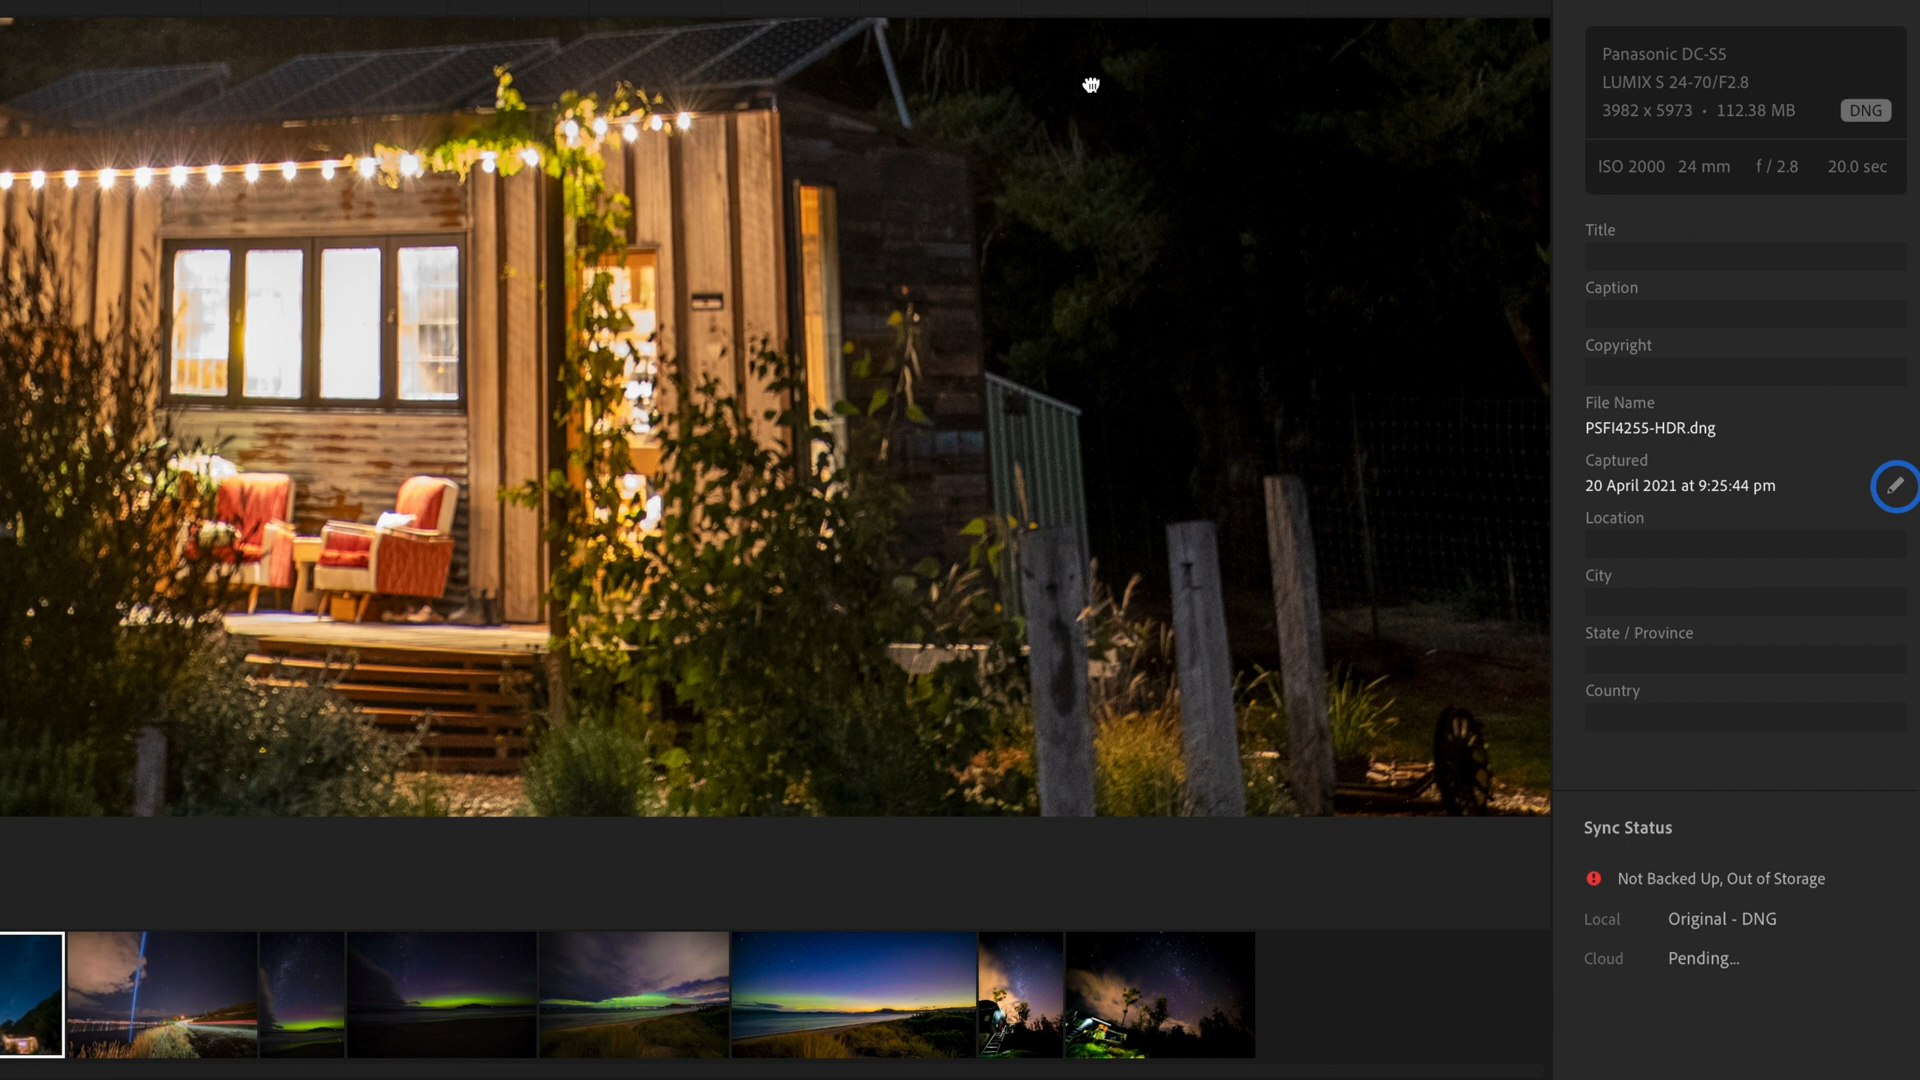 Panasonic DC-S5
LUMIX S 24-70/F2.8
3982 x 5973 • 112.38 MB DNG
ISO 2000 24 mm f / 2.8 20.0 sec
Title
Caption
Copyright
File Name
PSFI4255-HDR.dng
Captured
20 April 2021 at 9:25:44 pm
Location
City
State / Province
Country
Sync Status
Not Backed Up, Out of Storage
Local Original - DNG
Cloud Pending...